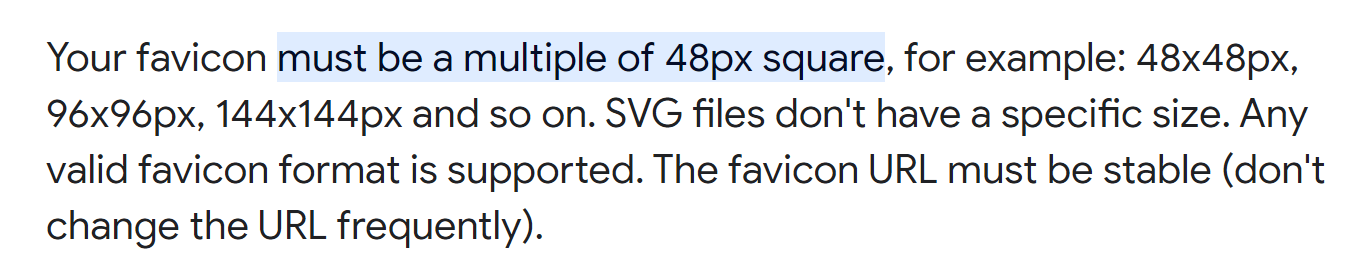 Your favicon must be a multiple of 48px square, for example: 48x48px,
96x96px, 144x144px and so on. SVG files don't have a specific size. Any
valid favicon format is supported. The favicon URL must be stable (don't
change the URL frequently).